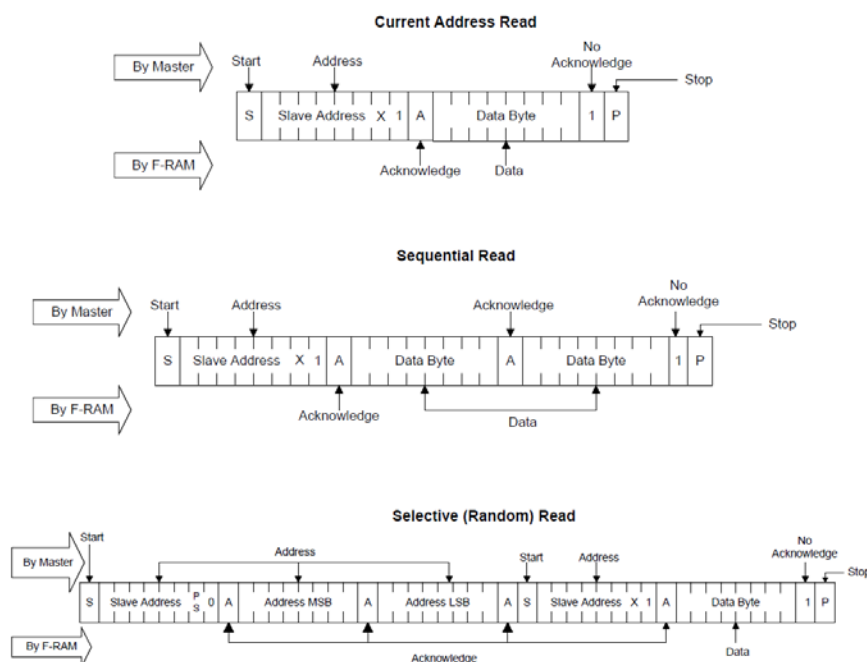 Current Address Read
By Master
Start
Address
No
Acknowledge
Stop
S Slave Address X 1 A Data Byte 1 P
By F-RAM
Acknowledge
Data
Sequential Read
By Master
Start
Address
Acknowledge
No
Acknowledge
Stop
S Slave Address X 1 A Data Byte A Data Byte 1 P
By F-RAM
Acknowledge
Data
Selective (Random) Read
By Master
Start
Address
Start
Address
No
Acknowledge
Stop
S Slave Address PS 0 A Address MSB A Address LSB A S Slave Address X 1 A Data Byte 1 P
By F-RAM
Acknowledge
Data